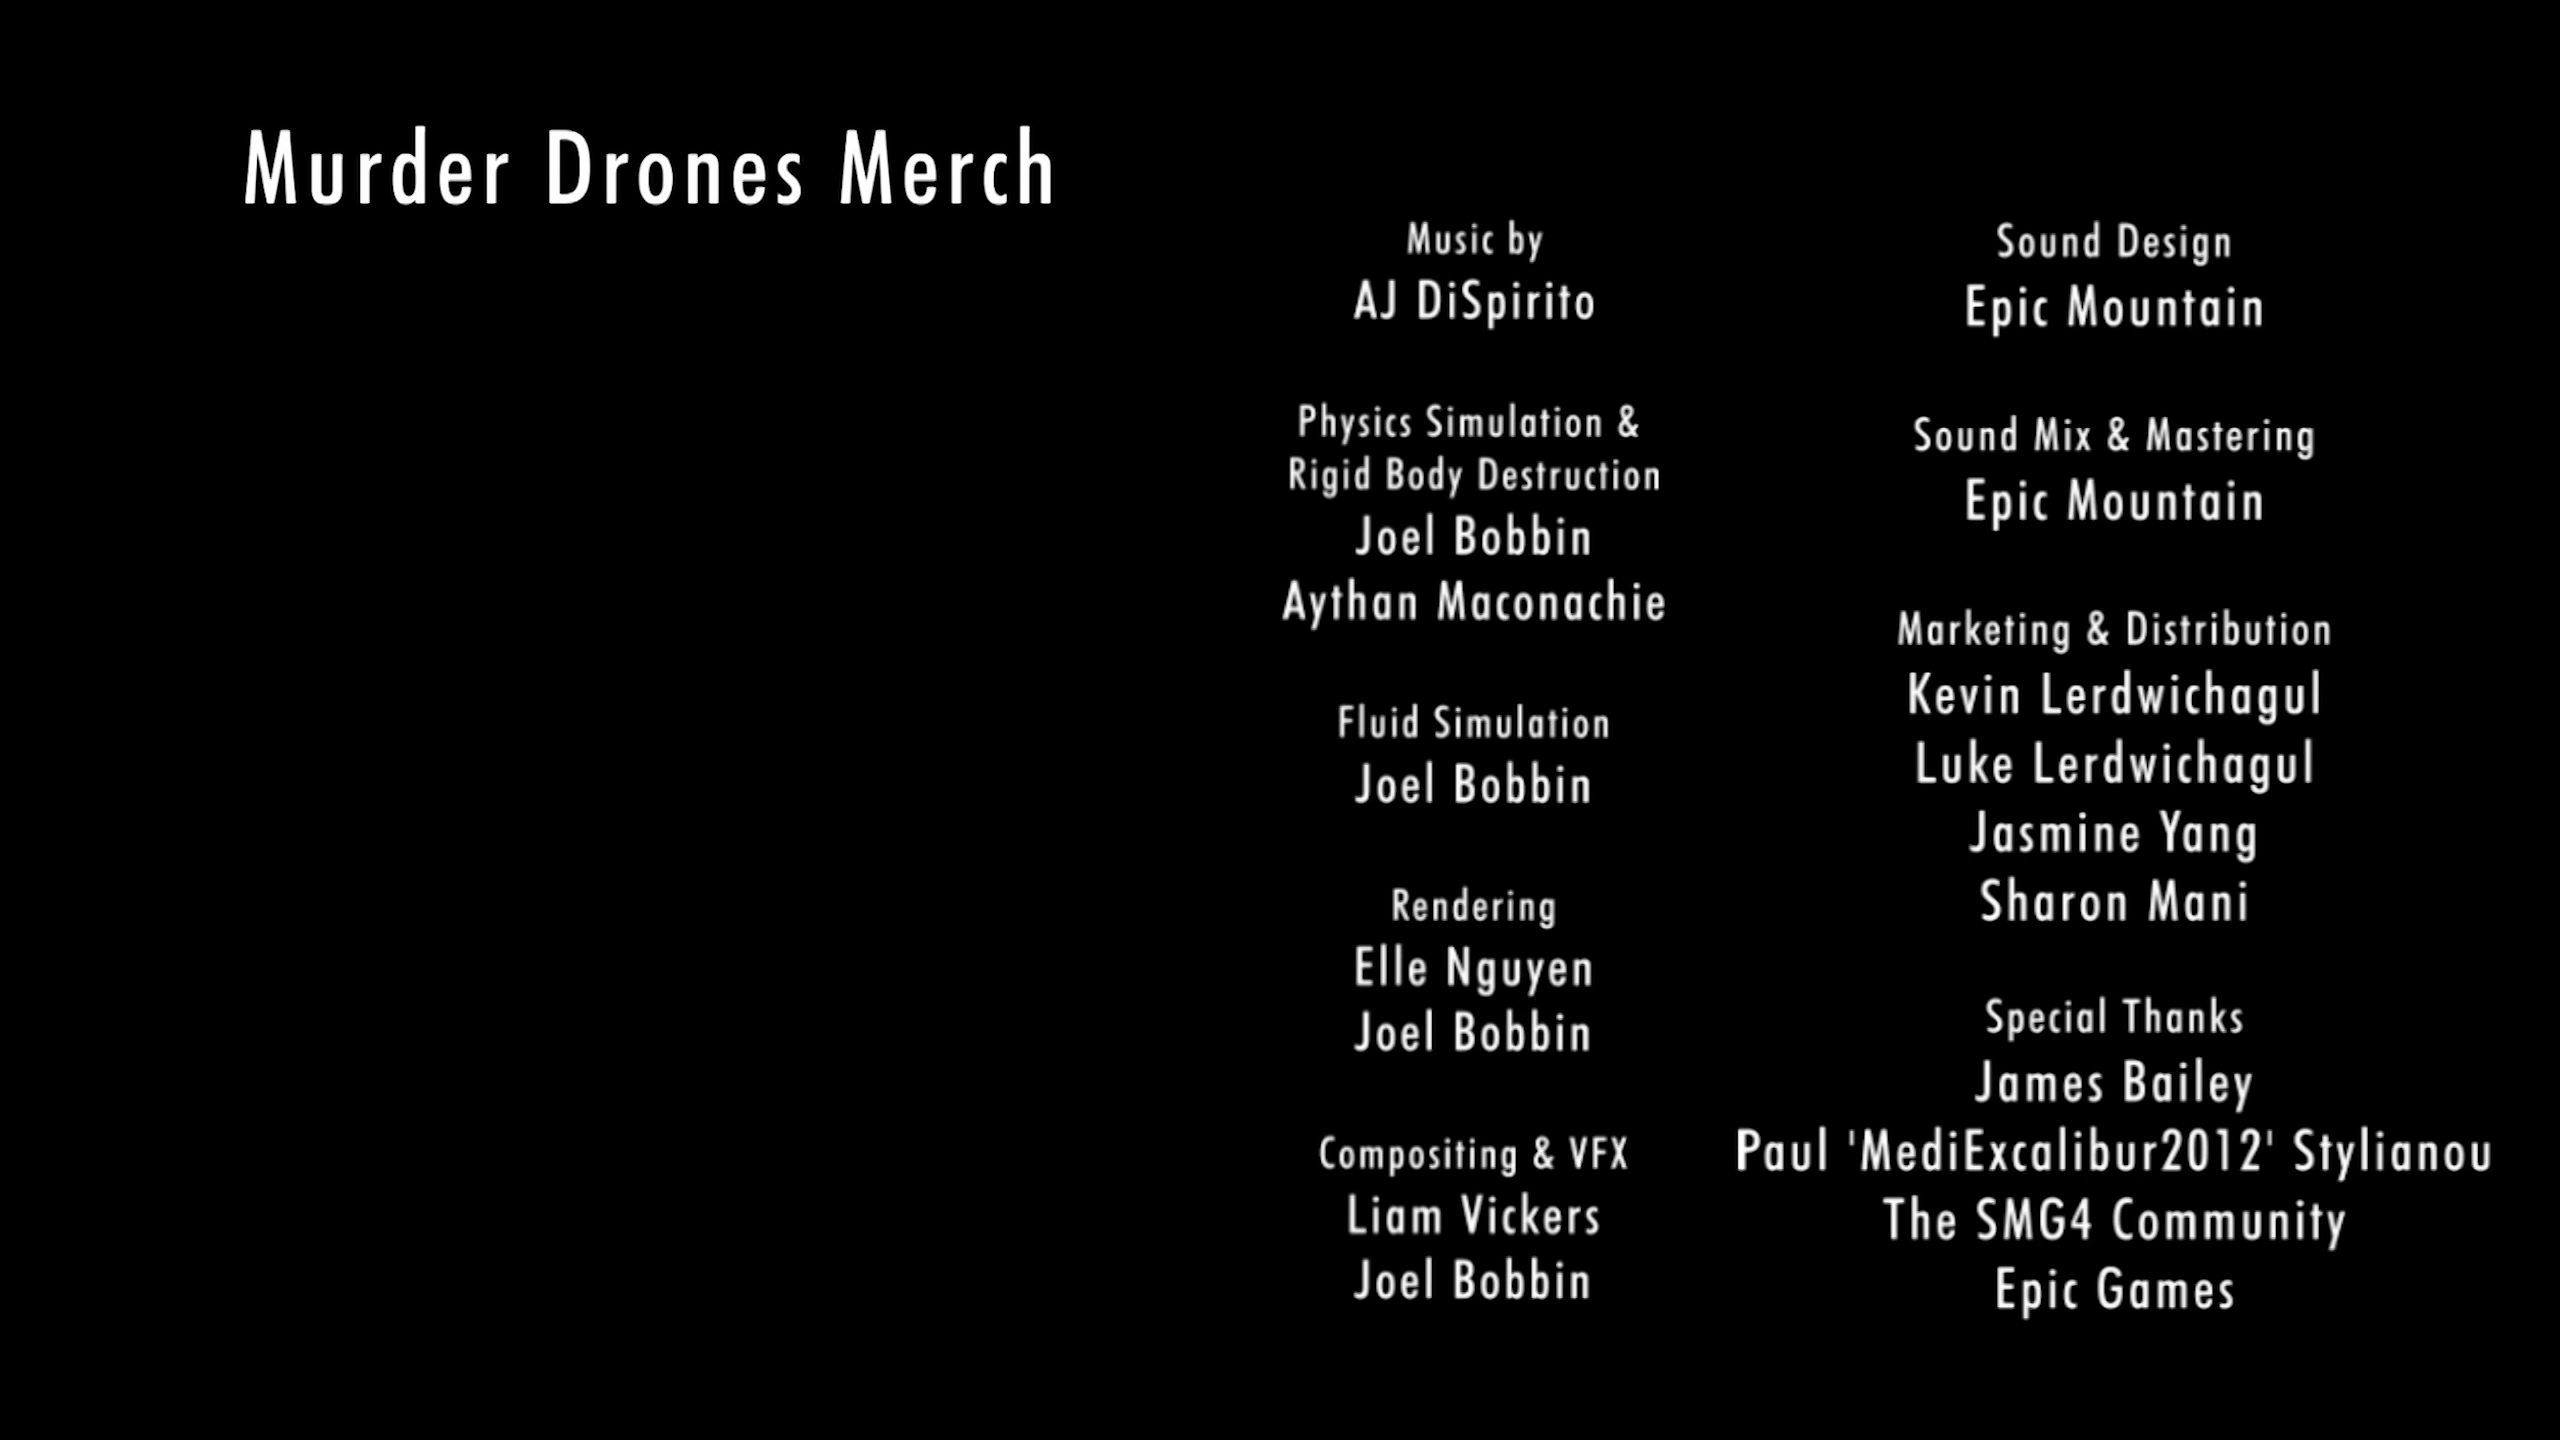 Murder Drones Merch
Music by
AJ DiSpirito
Physics Simulation &
Rigid Body Destruction
Joel Bobbin
Aythan Maconachie
Fluid Simulation
Joel Bobbin
Rendering
Elle Nguyen
Joel Bobbin
Compositing & VFX
Liam Vickers
Joel Bobbin
Sound Design
Epic Mountain
Sound Mix & Mastering
Epic Mountain
Marketing & Distribution
Kevin Lerdwichagul
Luke Lerdwichagul
Jasmine Yang
Sharon Mani
Special Thanks
James Bailey
Paul 'MediExcalibur2012' Stylianou
The SMG4 Community
Epic Games